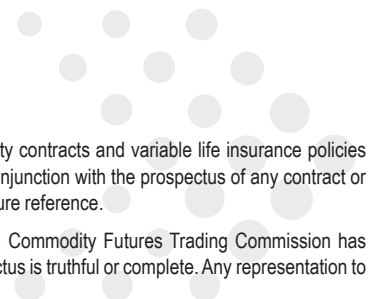 ty contracts and variable life insurance policies
njunction with the prospectus of any contract or
ure reference.
Commodity Futures Trading Commission has
ctus is truthful or complete. Any representation to